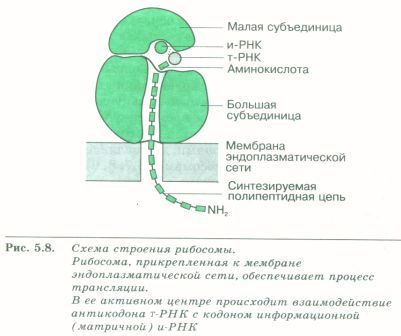 Малая субъединица
и-РНК
т-РНК
Аминокислота
Большая
субъединица
Мембрана
эндоплазматической
сети
Синтезируемая
полипептидная цепь
NH2
Рис. 5.8. Схема строения рибосомы.
Рибосома, прикрепленная к мембране
эндоплазматической сети, обеспечивает процесс
трансляции.
В ее активном центре происходит взаимодействие
антикодона т-РНК с кодоном информационной
(матричной) и-РНК